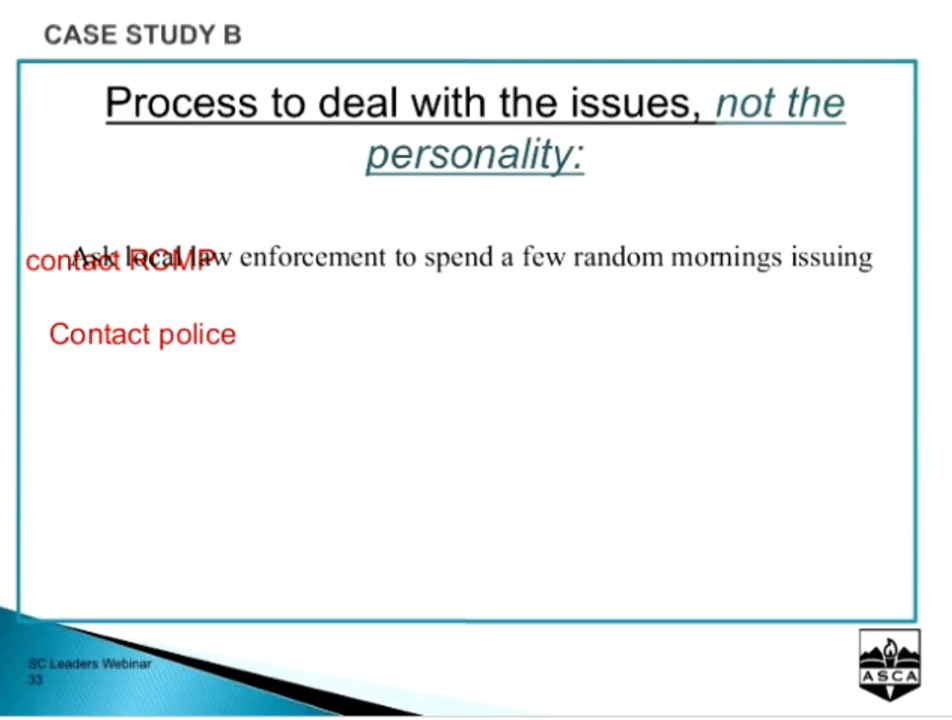 CASE STUDY B
Process to deal with the issues, not the
personality:
Ask local law enforcement to spend a few random mornings issuing
contact RCMP
Contact police
SC Leaders Webinar
33
ASCA